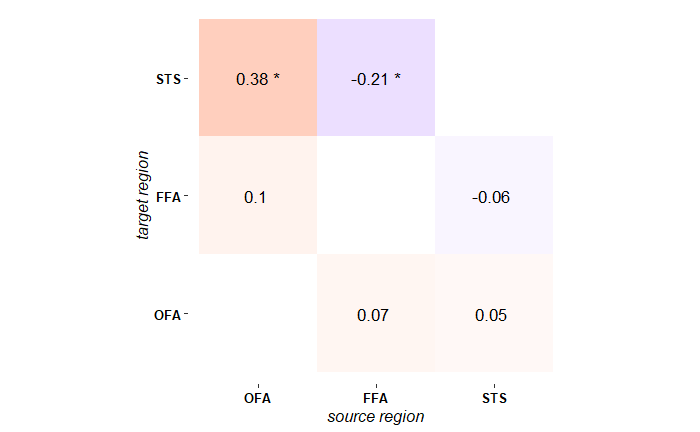 STS
0.38 *
-0.21 *
target region
FFA
0.1
-0.06
OFA
0.07
0.05
OFA
FFA
STS
source region